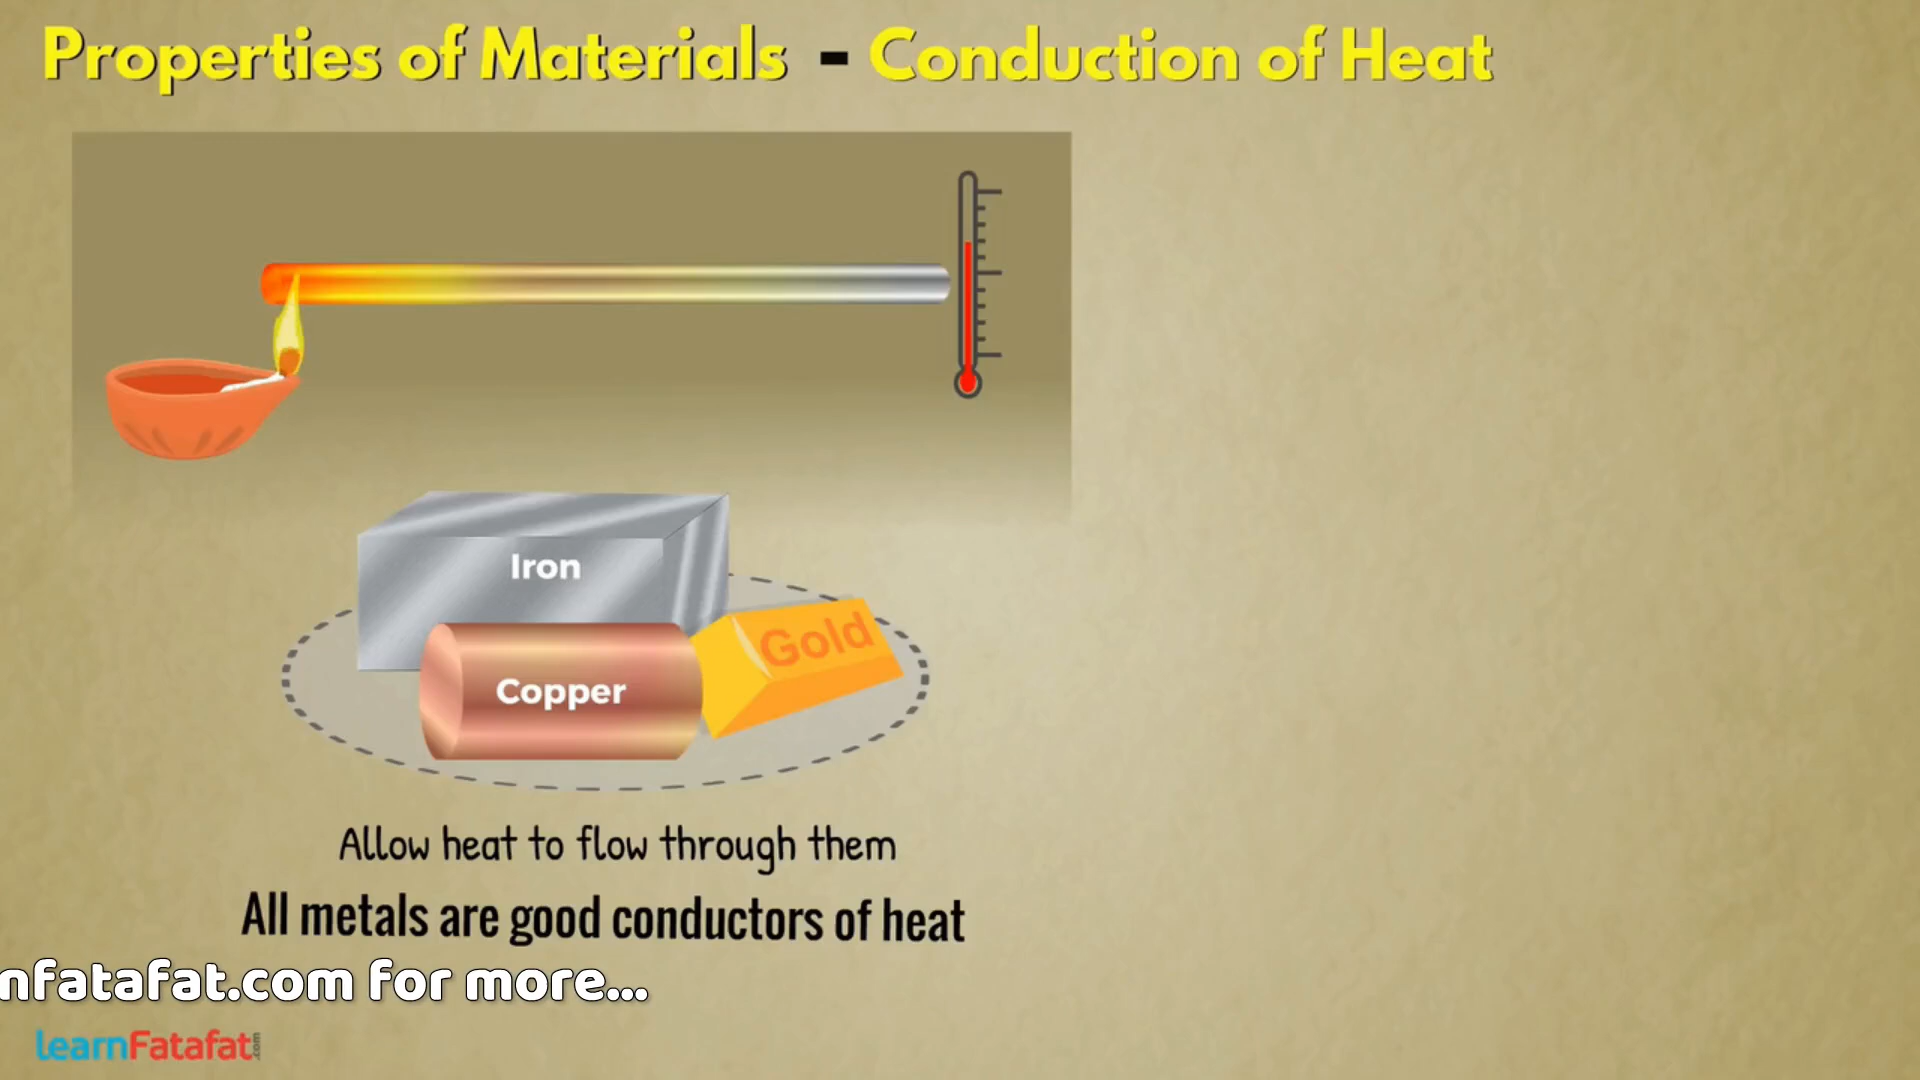 Properties of Materials - Conduction of Heat
Iron
Gold
Copper
Allow heat to flow through them
All metals are good conductors of heat
nfatafat.com for more...
learnFatafat.com